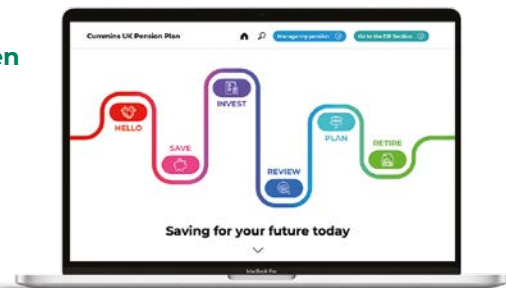 en
Cummins UK Pension Plan
Manage my pension
Go to the DB Section
HELLO
SAVE
INVEST
REVIEW
PLAN
RETIRE
Saving for your future today
MacBook Pro